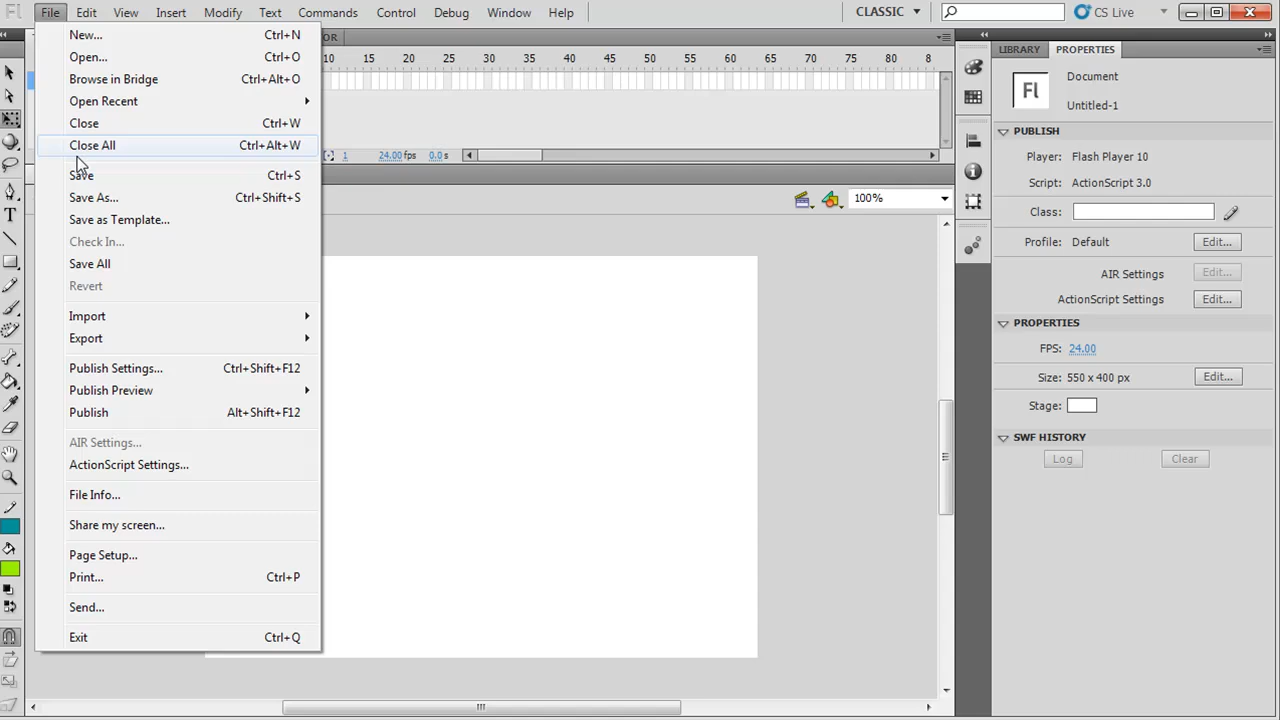 Fl File Edit View Insert Modify Text Commands Control Debug Window Help CLASSIC CS Live
New... Ctrl+N
Open... Ctrl+O
Browse in Bridge Ctrl+Alt+O
Open Recent
Close Ctrl+W
Close All Ctrl+Alt+W
Save Ctrl+S
Save As... Ctrl+Shift+S
Save as Template...
Check In...
Save All
Revert
Import
Export
Publish Settings... Ctrl+Shift+F12
Publish Preview
Publish Alt+Shift+F12
AIR Settings...
ActionScript Settings...
File Info...
Share my screen...
Page Setup...
Print... Ctrl+P
Send...
Exit Ctrl+Q
OR
10 15 20 25 30 35 40 45 50 55 60 65 70 75 80 8
1 24.00fps 0.0s
100%
LIBRARY PROPERTIES
Fl
Document
Untitled-1
PUBLISH
Player: Flash Player 10
Script: ActionScript 3.0
Class:
Profile: Default Edit...
AIR Settings Edit...
ActionScript Settings Edit...
PROPERTIES
FPS: 24.00
Size: 550 x 400 px Edit...
Stage:
SWF HISTORY
Log Clear